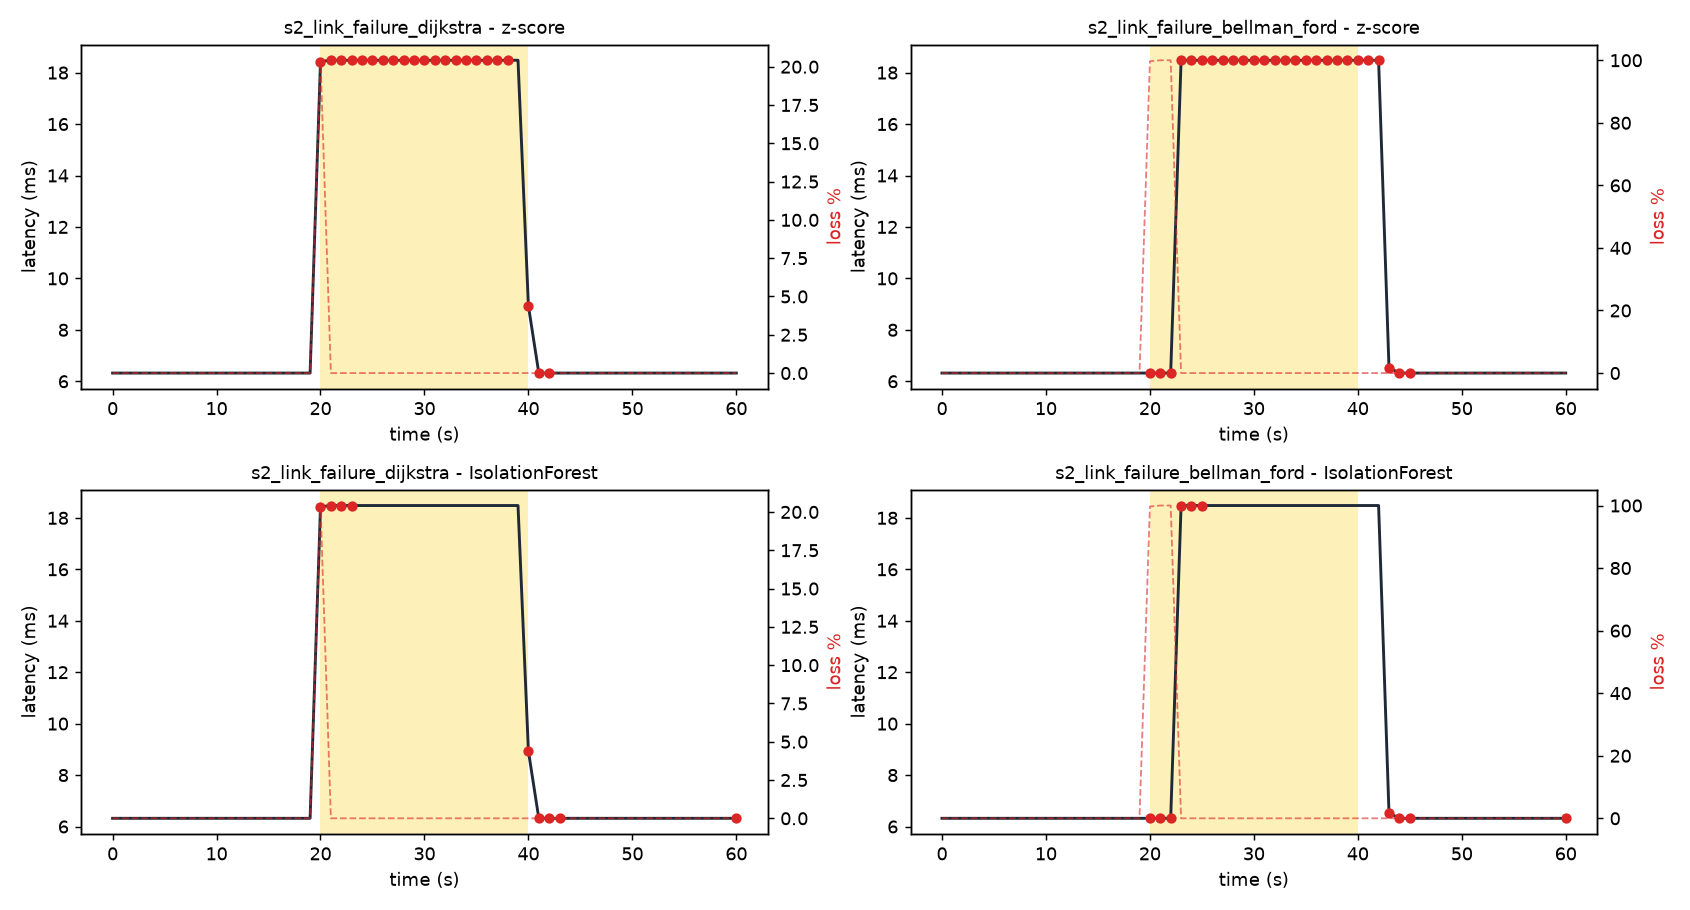 s2_link_failure_dijkstra - z-score
18
16
14
12
10
8
6
latency (ms)
20.0
17.5
15.0
12.5
10.0
7.5
5.0
2.5
0.0
loss %
0 10 20 30 40 50 60
time (s)
s2_link_failure_bellman_ford - z-score
18
16
14
12
10
8
6
latency (ms)
100
80
60
40
20
0
loss %
0 10 20 30 40 50 60
time (s)
s2_link_failure_dijkstra - IsolationForest
18
16
14
12
10
8
6
latency (ms)
20.0
17.5
15.0
12.5
10.0
7.5
5.0
2.5
0.0
loss %
0 10 20 30 40 50 60
time (s)
s2_link_failure_bellman_ford - IsolationForest
18
16
14
12
10
8
6
latency (ms)
100
80
60
40
20
0
loss %
0 10 20 30 40 50 60
time (s)